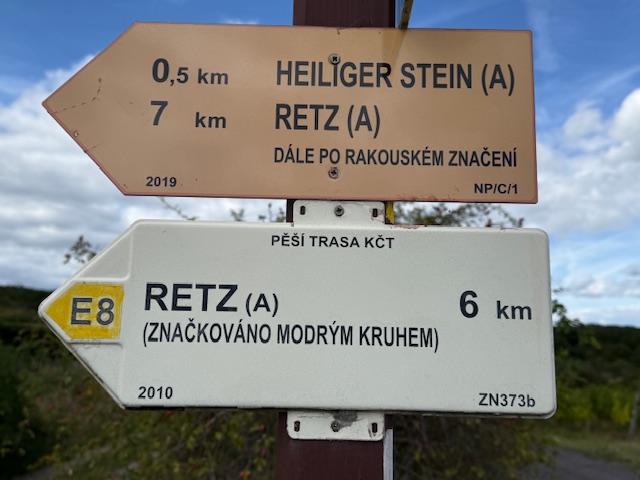 0,5 km HEILIGER STEIN (A)
7 km RETZ (A)
DÁLE PO RAKOUSKÉM ZNAČENÍ
2019 NP/C/1
PĚŠÍ TRASA KČT
E8 RETZ (A) 6 km
(ZNAČKOVÁNO MODRÝM KRUHEM)
2010 ZN373b